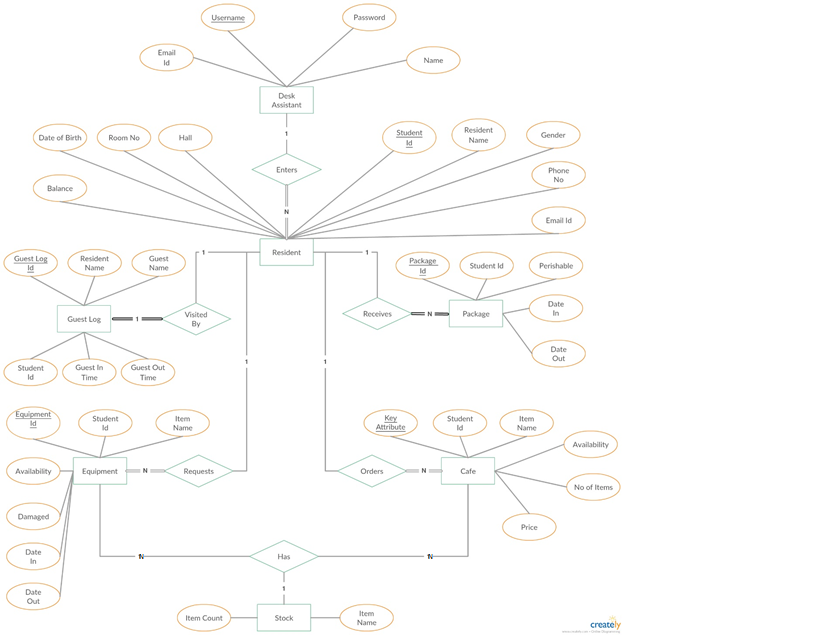 Username
Password
Email
Id
Name
Desk
Assistant
1
Enters
N
Date of Birth
Room No
Hall
Student
Id
Resident
Name
Gender
Phone
No
Balance
Email Id
Resident
1
1
Guest Log
Id
Resident
Name
Guest
Name
Package
Id
Student Id
Perishable
Date
In
Guest Log
1
Visited
By
Receives
N
Package
Date
Out
Student
Id
Guest In
Time
Guest Out
Time
1
1
Equipment
Id
Student
Id
Item
Name
Key
Attribute
Student
Id
Item
Name
Availability
Availability
Equipment
N
Requests
Orders
N
Cafe
No of Items
Damaged
Price
Date
In
N
Has
N
Date
Out
1
Item Count
Stock
Item
Name
creately